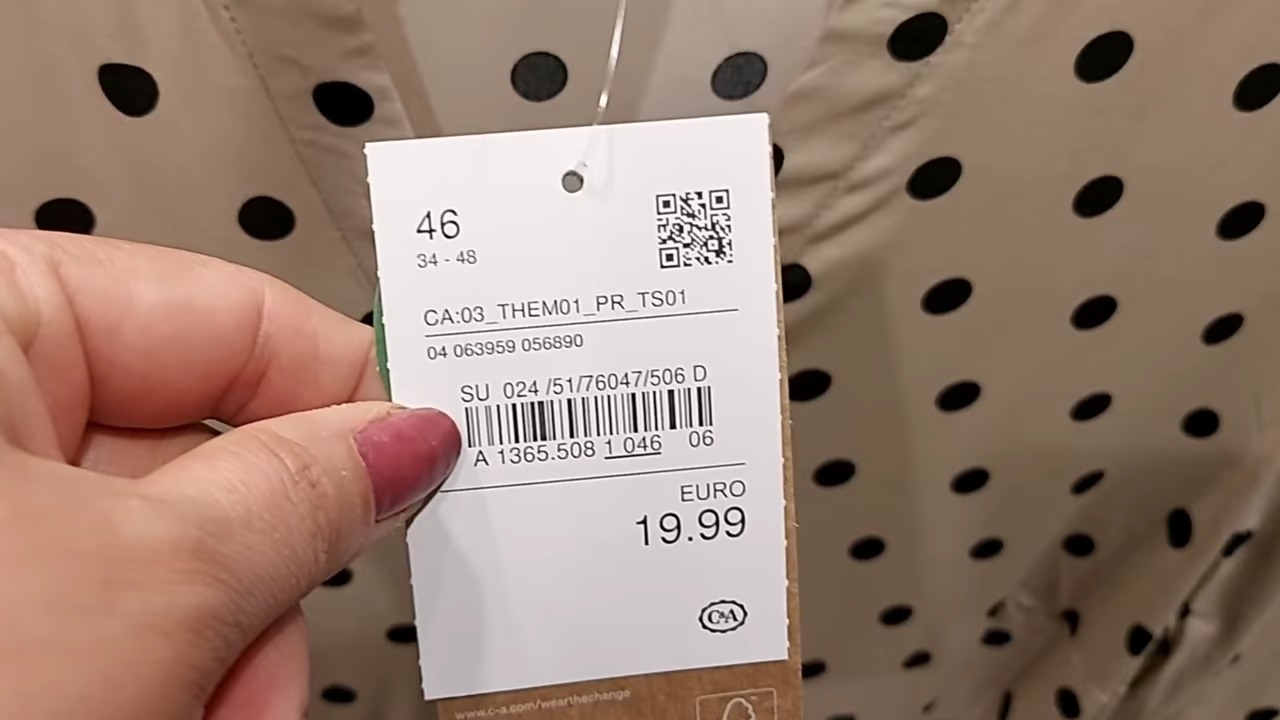 46
34 - 48
CA:03_THEM01_PR_TS01
04 063959 056890
SU 024 /51/76047/506 D
A 1365.508 1 046 06
EURO
19.99
C&A
www.c-a.com/wearthechange